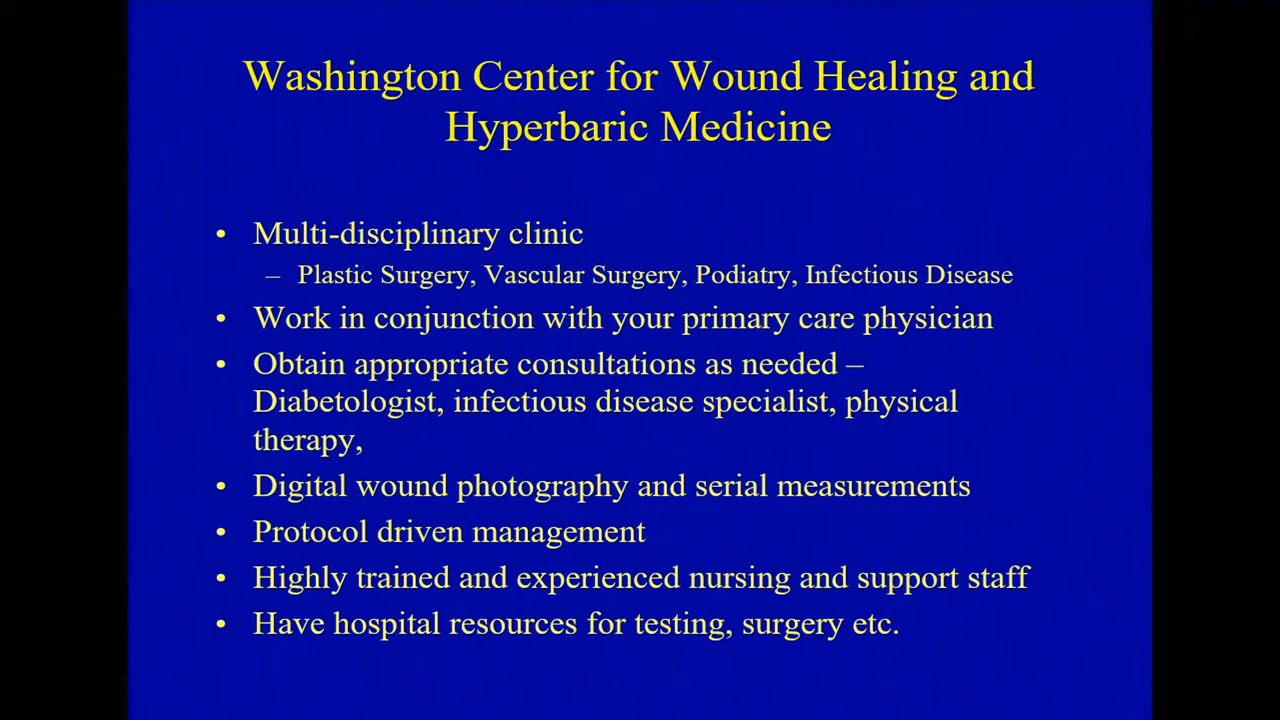 Washington Center for Wound Healing and
Hyperbaric Medicine
• Multi-disciplinary clinic
– Plastic Surgery, Vascular Surgery, Podiatry, Infectious Disease
• Work in conjunction with your primary care physician
• Obtain appropriate consultations as needed –
Diabetologist, infectious disease specialist, physical
therapy,
• Digital wound photography and serial measurements
• Protocol driven management
• Highly trained and experienced nursing and support staff
• Have hospital resources for testing, surgery etc.